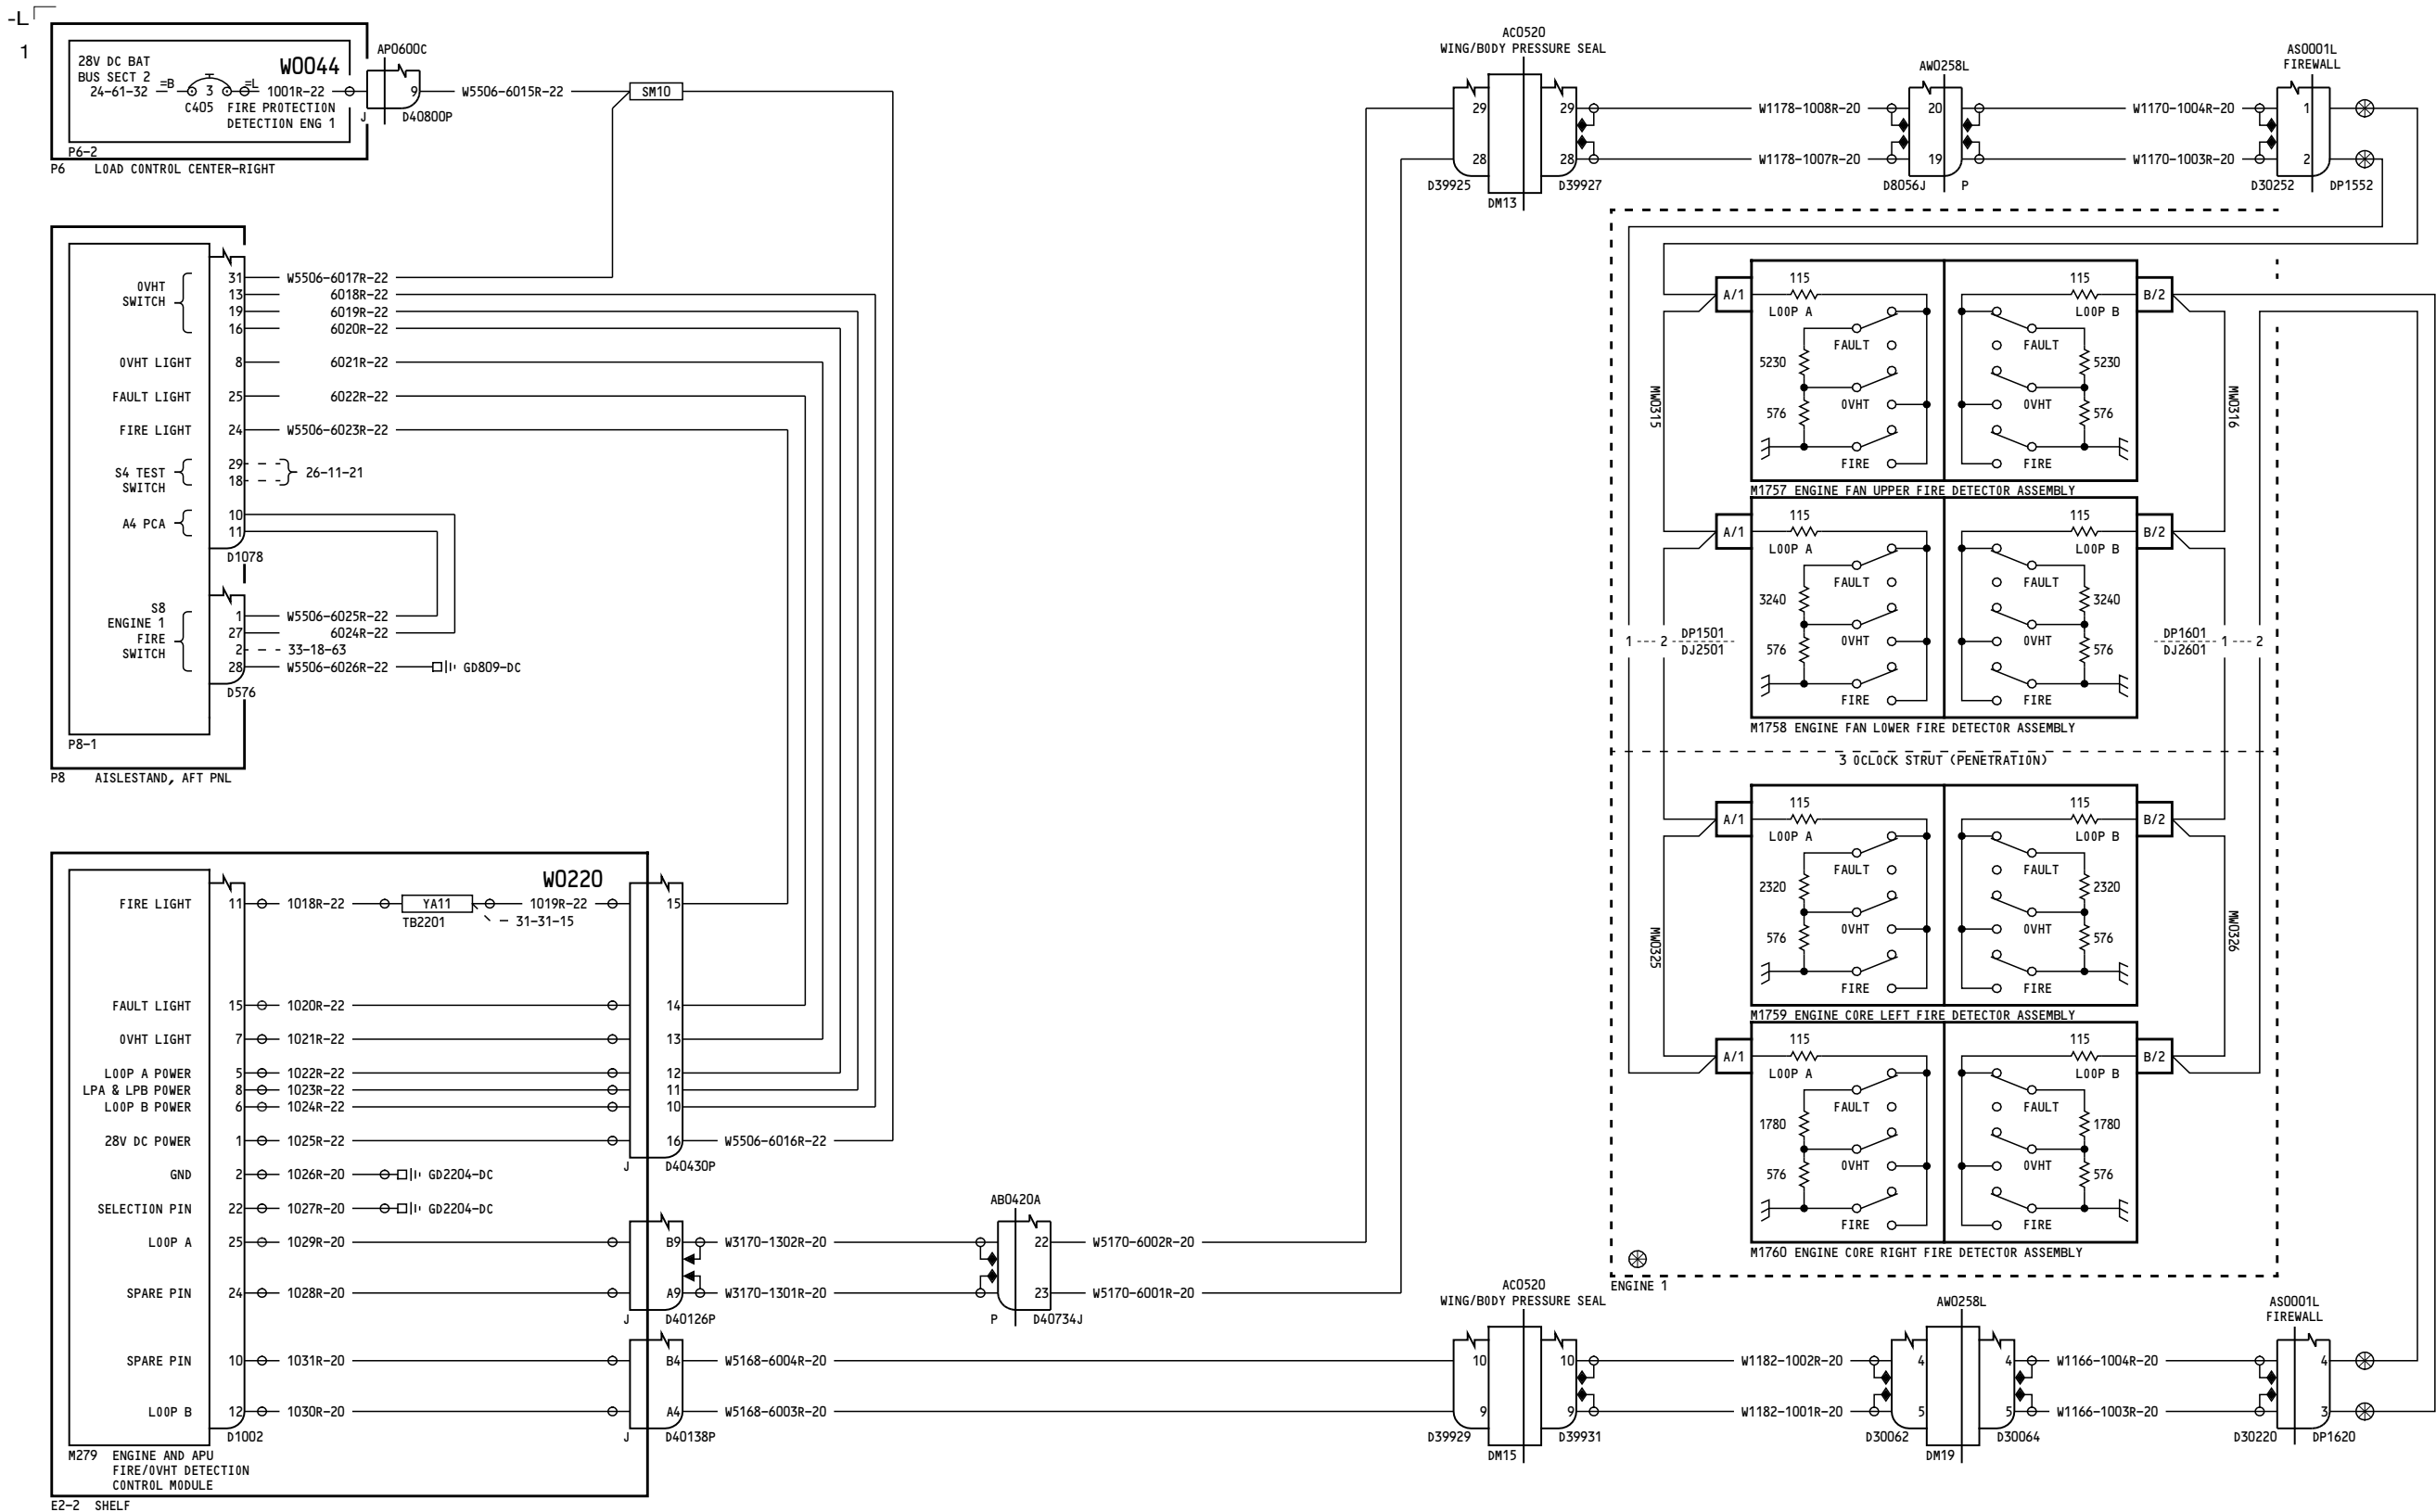 -L
1
28V DC BAT
BUS SECT 2
24-61-32
=B
3
=L
C405
W0044
1001R-22
FIRE PROTECTION
DETECTION ENG 1
P6-2
P6 LOAD CONTROL CENTER-RIGHT
AP0600C
9
J D40800P
W5506-6015R-22
SM10
OVHT
SWITCH
31 W5506-6017R-22
13 6018R-22
19 6019R-22
16 6020R-22
OVHT LIGHT 8 6021R-22
FAULT LIGHT 25 6022R-22
FIRE LIGHT 24 W5506-6023R-22
S4 TEST
SWITCH
29
18
26-11-21
A4 PCA
10
11
D1078
S8
ENGINE 1
FIRE
SWITCH
1 W5506-6025R-22
27 6024R-22
2 33-18-63
28 W5506-6026R-22 GD809-DC
D576
P8-1
P8 AISLESTAND, AFT PNL
W0220
FIRE LIGHT 11 1018R-22 YA11 1019R-22 15
TB2201 31-31-15
FAULT LIGHT 15 1020R-22 14
OVHT LIGHT 7 1021R-22 13
LOOP A POWER 5 1022R-22 12
LPA & LPB POWER 8 1023R-22 11
LOOP B POWER 6 1024R-22 10
28V DC POWER 1 1025R-22 16 W5506-6016R-22
J D40430P
GND 2 1026R-20 GD2204-DC
SELECTION PIN 22 1027R-20 GD2204-DC
LOOP A 25 1029R-20 B9 W3170-1302R-20 22 W5170-6002R-20
SPARE PIN 24 1028R-20 A9 W3170-1301R-20 23 W5170-6001R-20
J D40126P
AB0420A
P D40734J
SPARE PIN 10 1031R-20 B4 W5168-6004R-20
LOOP B 12 1030R-20 A4 W5168-6003R-20
D1002
J D40138P
M279 ENGINE AND APU
FIRE/OVHT DETECTION
CONTROL MODULE
E2-2 SHELF
AC0520
WING/BODY PRESSURE SEAL
29 29 W1178-1008R-20 20 W1170-1004R-20 1
28 28 W1178-1007R-20 19 W1170-1003R-20 2
D39925 D39927
DM13
AW0258L
D8056J P
AS0001L
FIREWALL
D30252 DP1552
A/1 115 115 B/2
LOOP A LOOP B
FAULT FAULT
5230 5230
OVHT OVHT
576 576
FIRE FIRE
MW0315
MW0316
M1757 ENGINE FAN UPPER FIRE DETECTOR ASSEMBLY
A/1 115 115 B/2
LOOP A LOOP B
FAULT FAULT
3240 3240
OVHT OVHT
576 576
FIRE FIRE
1 2 DP1501
DJ2501
DP1601 1 2
DJ2601
M1758 ENGINE FAN LOWER FIRE DETECTOR ASSEMBLY
3 OCLOCK STRUT (PENETRATION)
A/1 115 115 B/2
LOOP A LOOP B
FAULT FAULT
2320 2320
OVHT OVHT
576 576
FIRE FIRE
MW0325
MW0326
M1759 ENGINE CORE LEFT FIRE DETECTOR ASSEMBLY
A/1 115 115 B/2
LOOP A LOOP B
FAULT FAULT
1780 1780
OVHT OVHT
576 576
FIRE FIRE
M1760 ENGINE CORE RIGHT FIRE DETECTOR ASSEMBLY
ENGINE 1
AC0520
WING/BODY PRESSURE SEAL
10 10 W1182-1002R-20 4 4 W1166-1004R-20 4
9 9 W1182-1001R-20 5 5 W1166-1003R-20 3
D39929 D39931
DM15
AW0258L
D30062 D30064
DM19
AS0001L
FIREWALL
D30220 DP1620